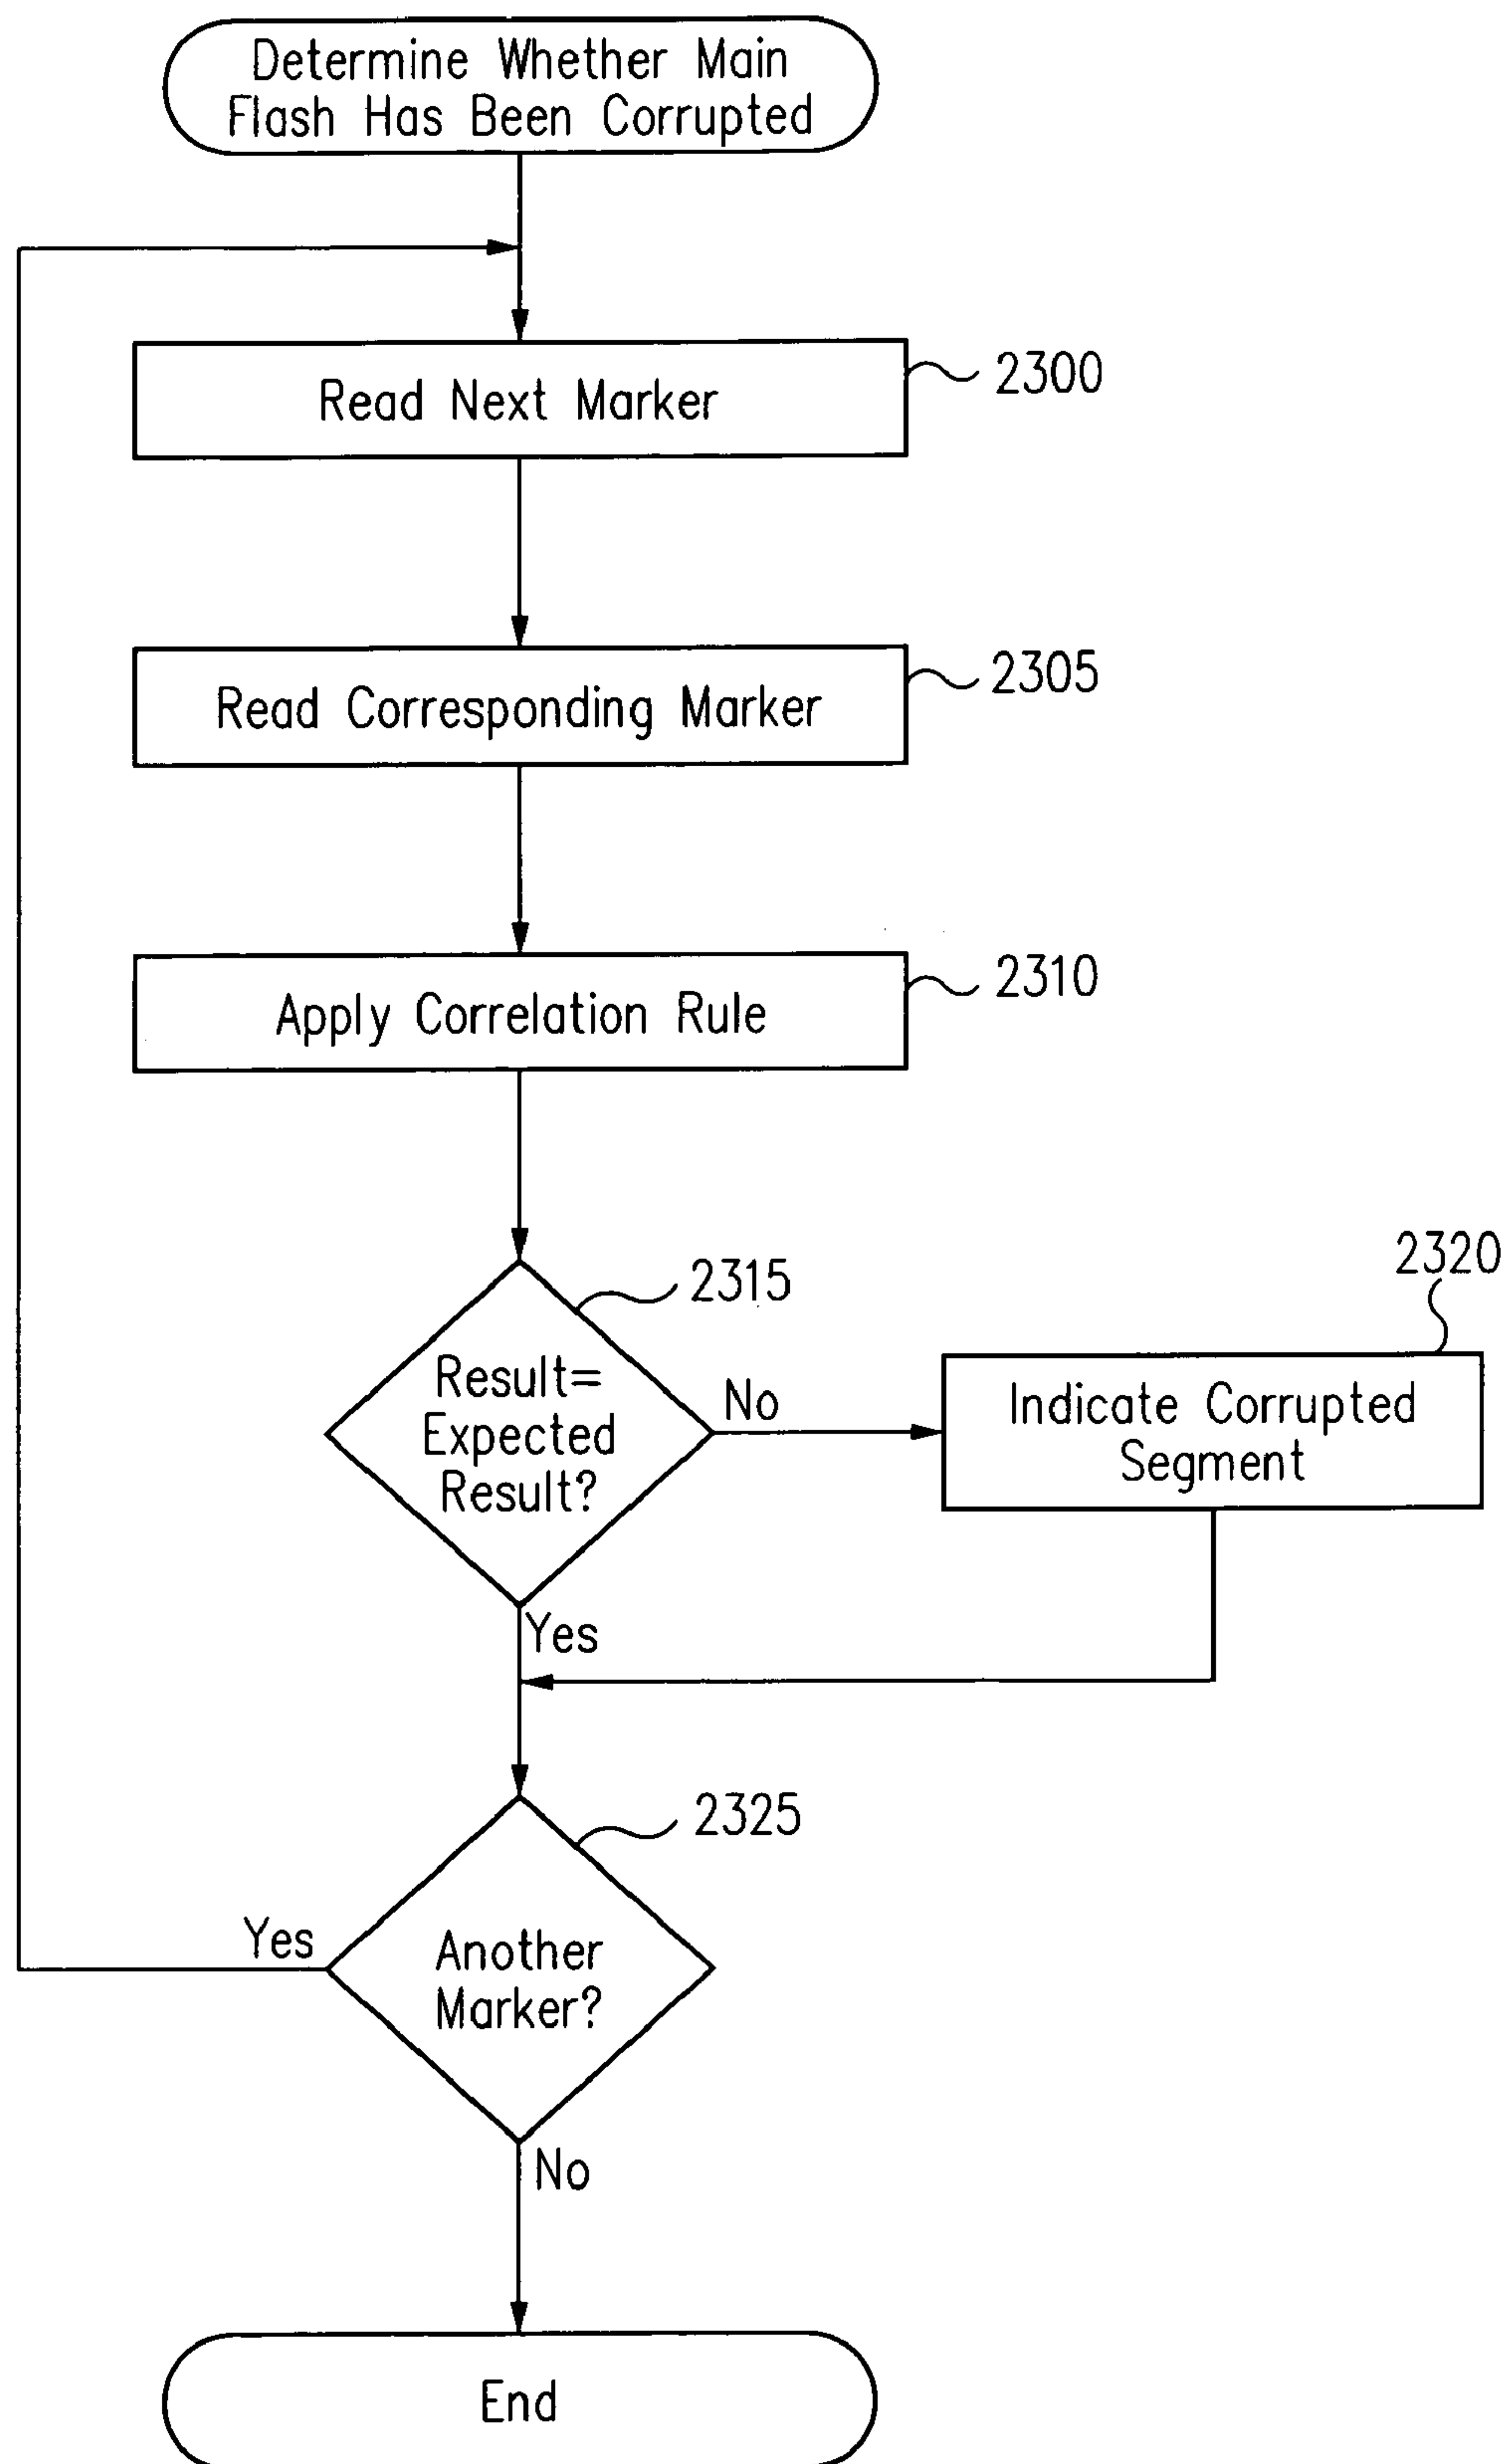 Determine Whether Main
Flash Has Been Corrupted
Read Next Marker
2300
Read Corresponding Marker
2305
Apply Correlation Rule
2310
2315
Result=
Expected
Result?
No
2320
Indicate Corrupted
Segment
Yes
2325
Another
Marker?
Yes
No
End